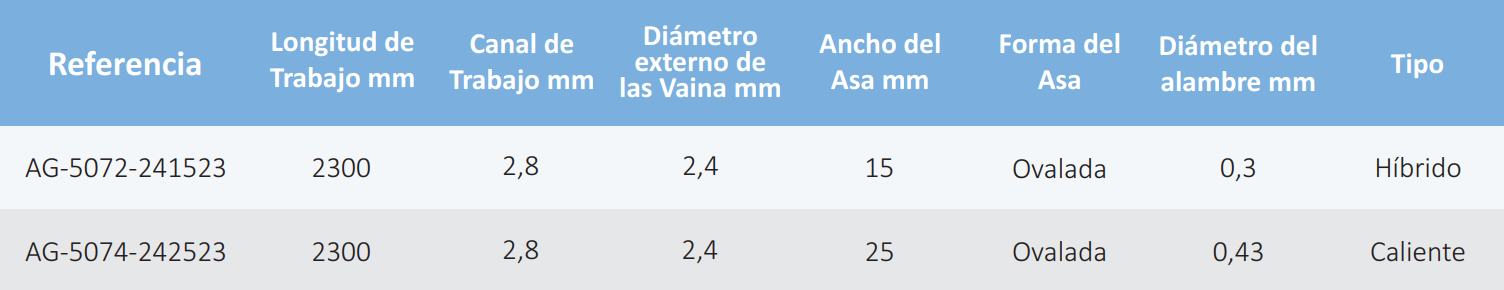 Referencia
Longitud de
Trabajo mm
Canal de
Trabajo mm
Diámetro
externo de
las Vaina mm
Ancho del
Asa mm
Forma del
Asa
Diámetro del
alambre mm
Tipo
AG-5072-241523 2300 2,8 2,4 15 Ovalada 0,3 Híbrido
AG-5074-242523 2300 2,8 2,4 25 Ovalada 0,43 Caliente